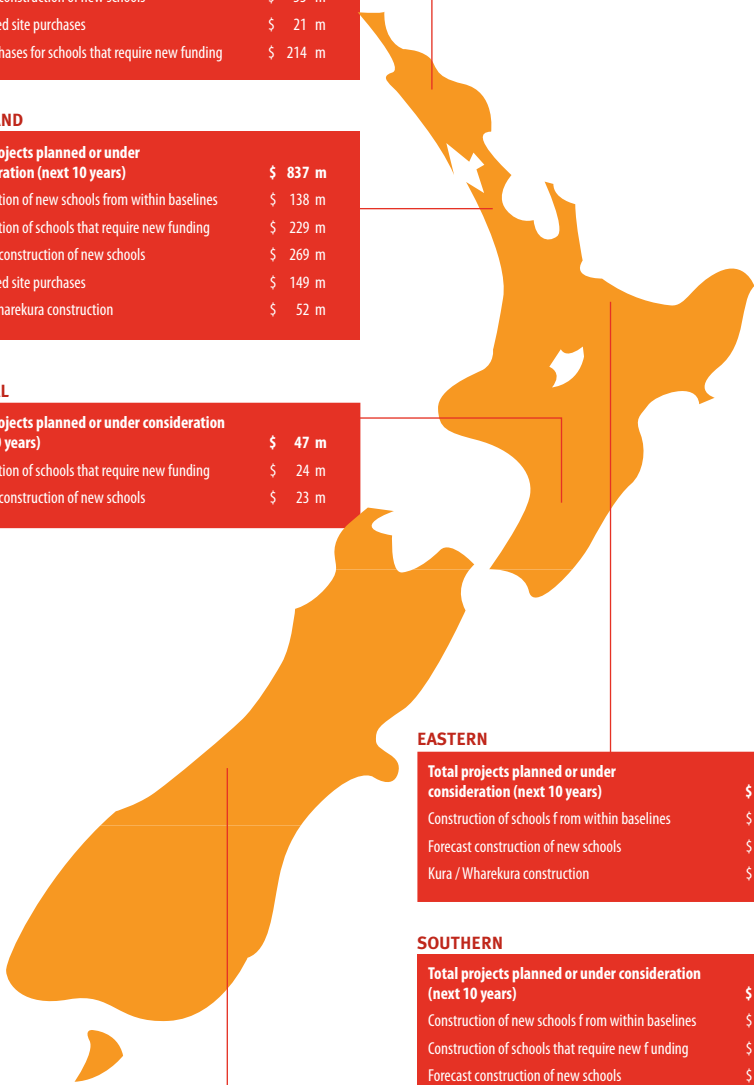 ed site purchases $ 21 m
hases for schools that require new funding $ 214 m
ND
ojects planned or under
ration (next 10 years) $ 837 m
tion of new schools from within baselines $ 138 m
tion of schools that require new funding $ 229 m
construction of new schools $ 269 m
ed site purchases $ 149 m
harekura construction $ 52 m
L
ojects planned or under consideration
years) $ 47 m
tion of schools that require new funding $ 24 m
construction of new schools $ 23 m
EASTERN
Total projects planned or under
consideration (next 10 years) $
Construction of schools f rom within baselines $
Forecast construction of new schools $
Kura / Wharekura construction $
SOUTHERN
Total projects planned or under consideration
(next 10 years) $
Construction of new schools f rom within baselines $
Construction of schools that require new f unding $
Forecast construction of new schools $